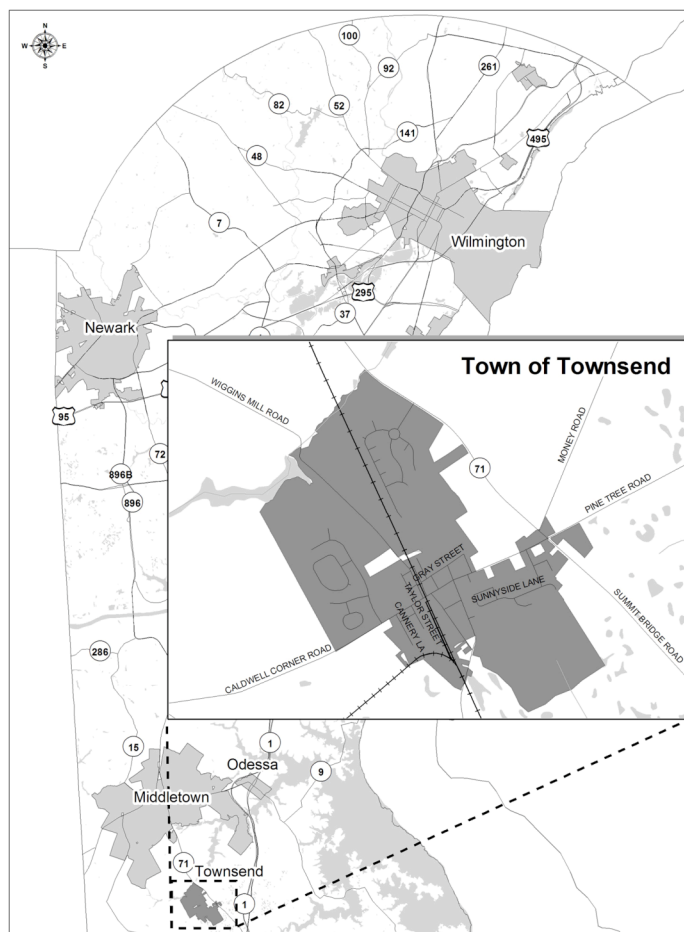 N
W E
S
100
92
261
82
52
141
495
48
7
Wilmington
295
37
Newark
95
72
896B
896
Town of Townsend
WIGGINS MILL ROAD
MONEY ROAD
71
PINE TREE ROAD
GRAY STREET
SUNNYSIDE LANE
TAYLOR STREET
CANNERY LA
SUMMIT BRIDGE ROAD
CALDWELL CORNER ROAD
286
15
1
Odessa
9
Middletown
71
Townsend
1